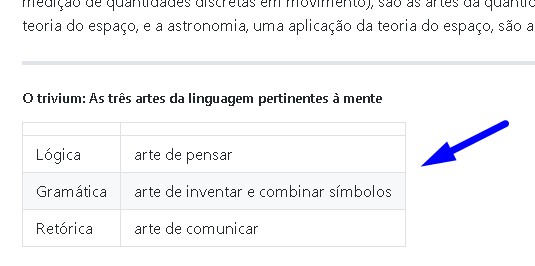 medição de quantidades discretas em movimento), são as artes da
teoria do espaço, e a astronomia, uma aplicação da teoria do espaço, são a
O trivium: As três artes da linguagem pertinentes à mente
Lógica arte de pensar
Gramática arte de inventar e combinar símbolos
Retórica arte de comunicar